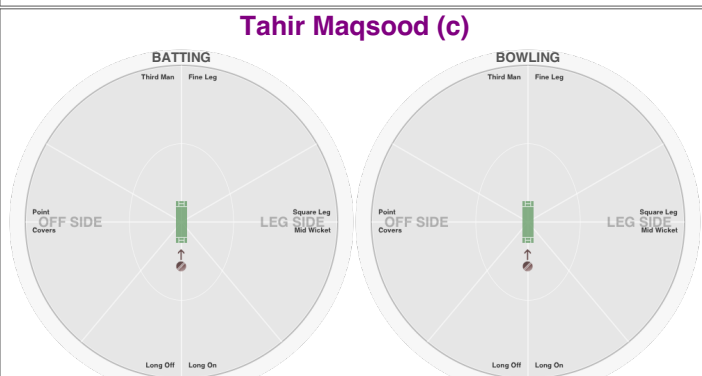 Tahir Maqsood (c)
BATTING
Third Man Fine Leg
Point
OFF SIDE
Covers
Square Leg
LEG SIDE
Mid Wicket
Long Off Long On
BOWLING
Third Man Fine Leg
Point
OFF SIDE
Covers
Square Leg
LEG SIDE
Mid Wicket
Long Off Long On